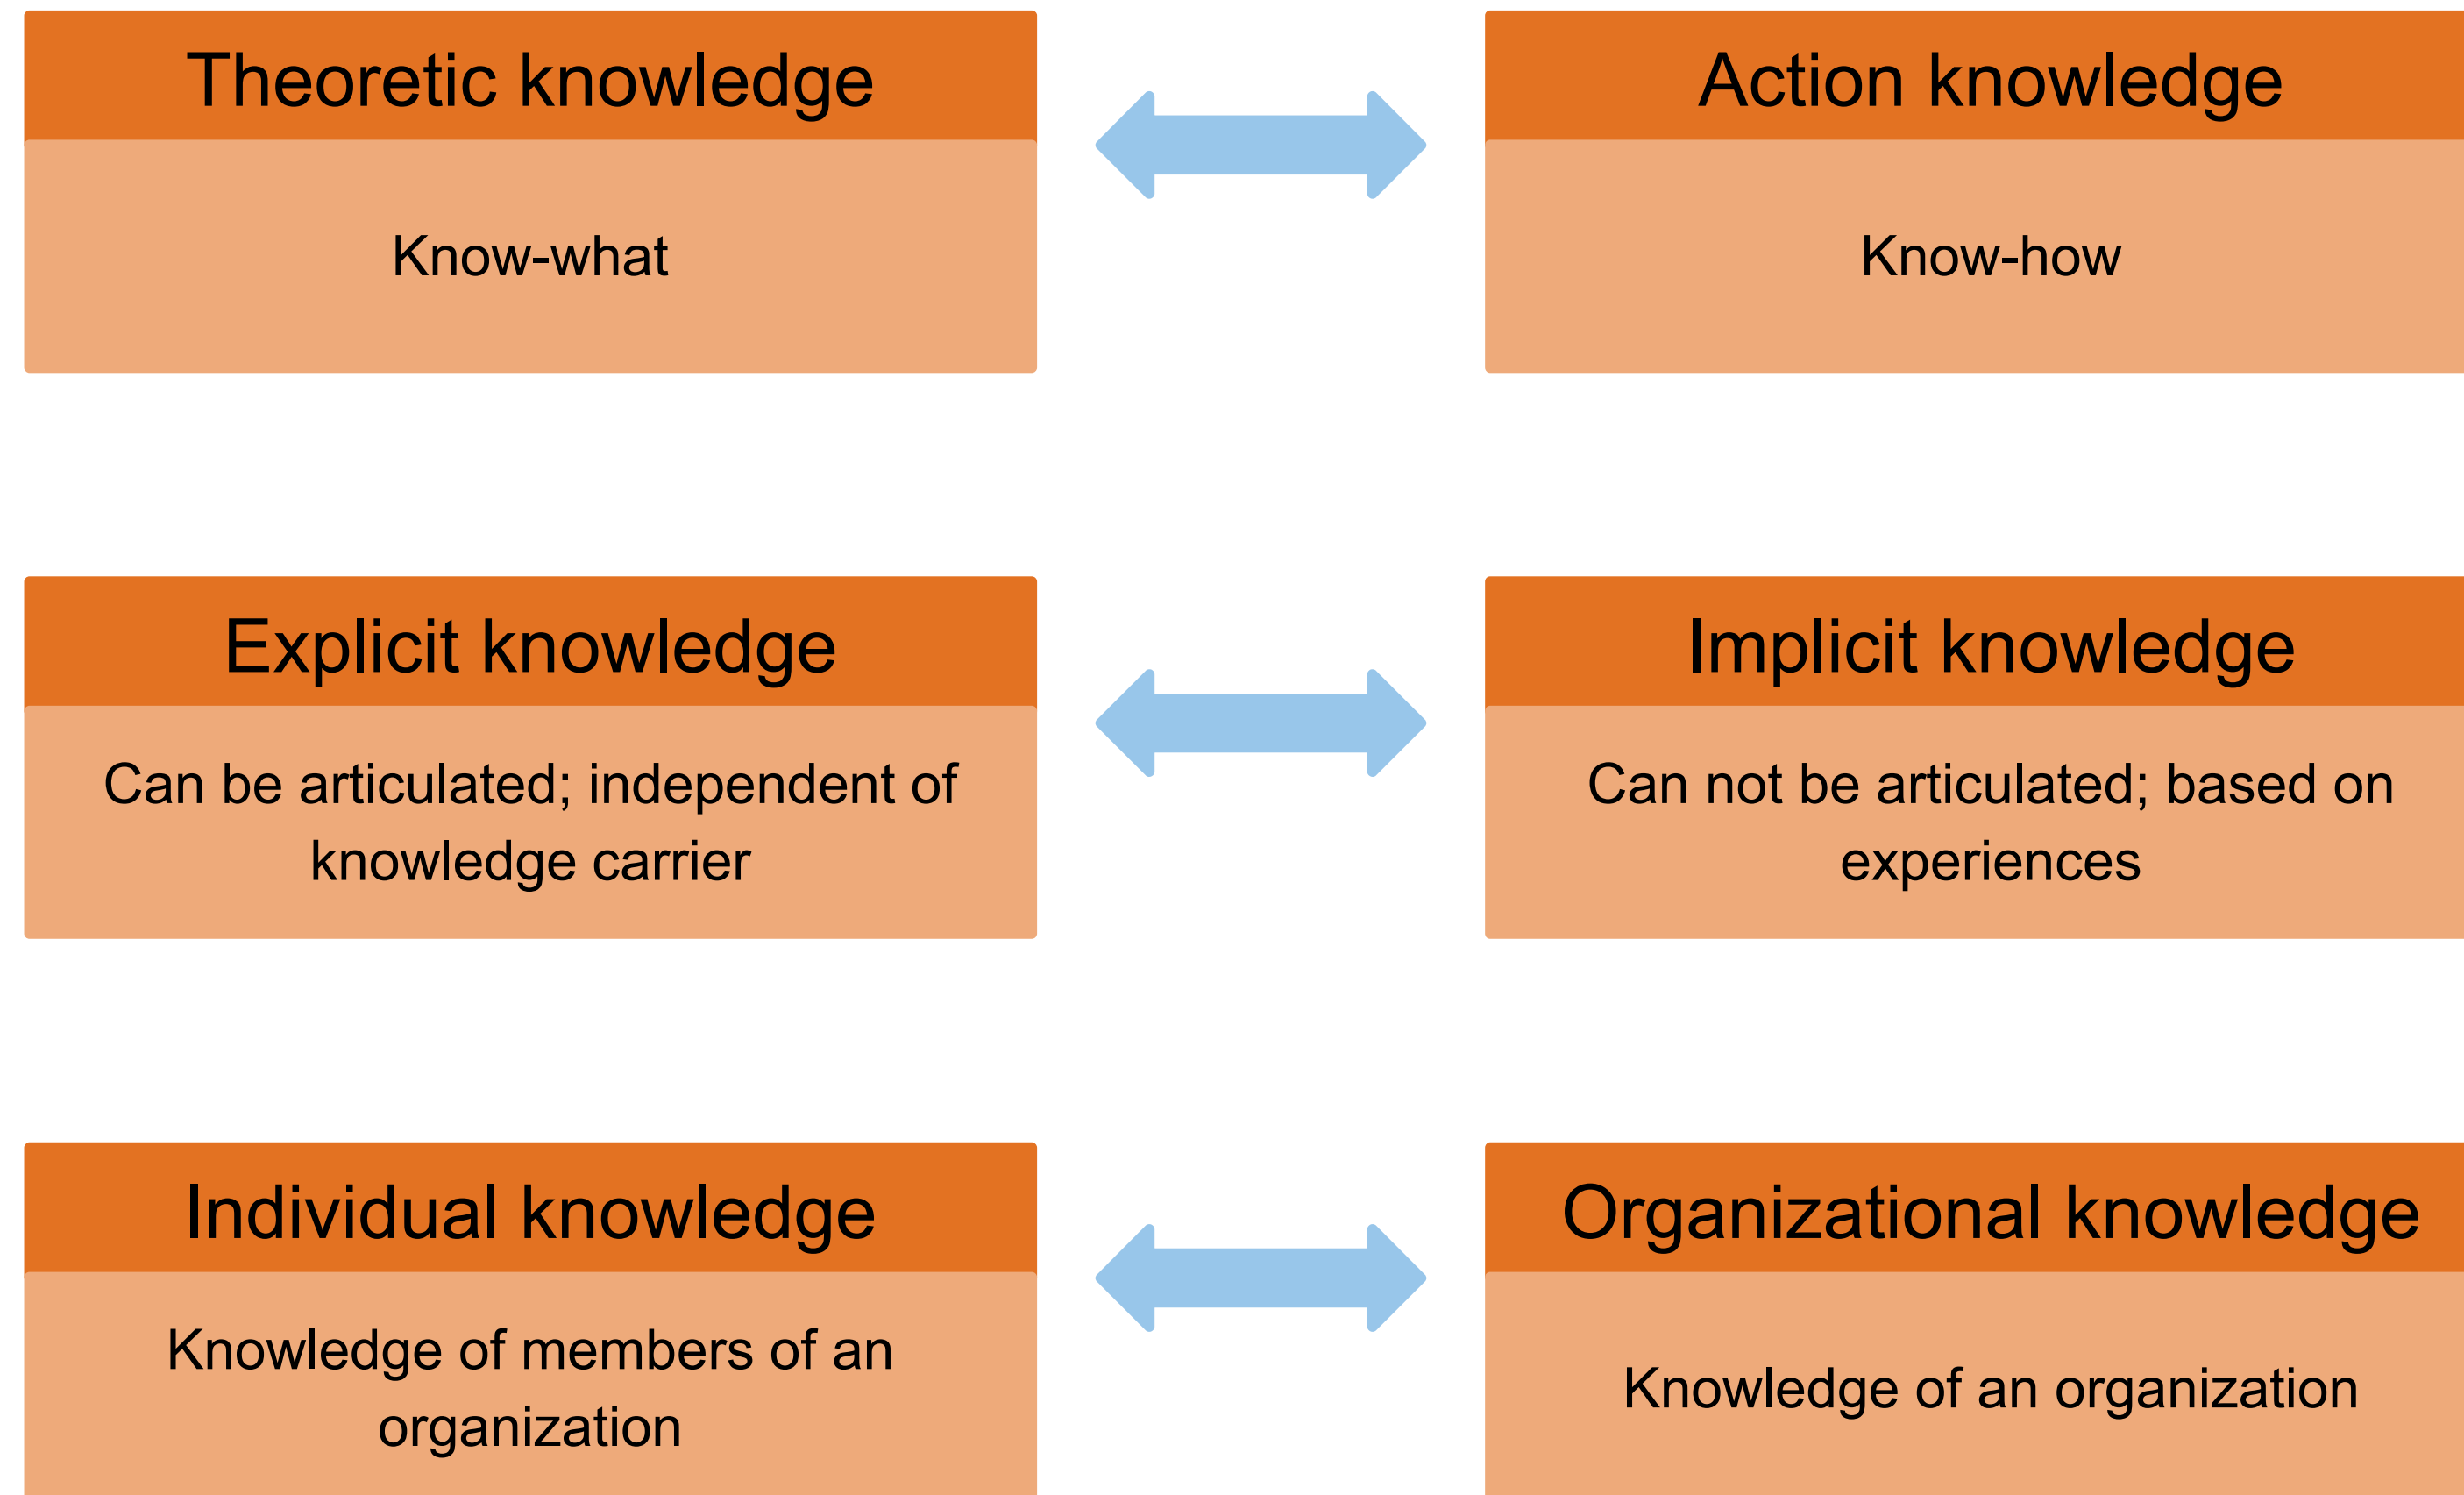 Theoretic knowledge
Know-what
Action knowledge
Know-how
Explicit knowledge
Can be articulated; independent of
knowledge carrier
Implicit knowledge
Can not be articulated; based on
experiences
Individual knowledge
Knowledge of members of an
organization
Organizational knowledge
Knowledge of an organization